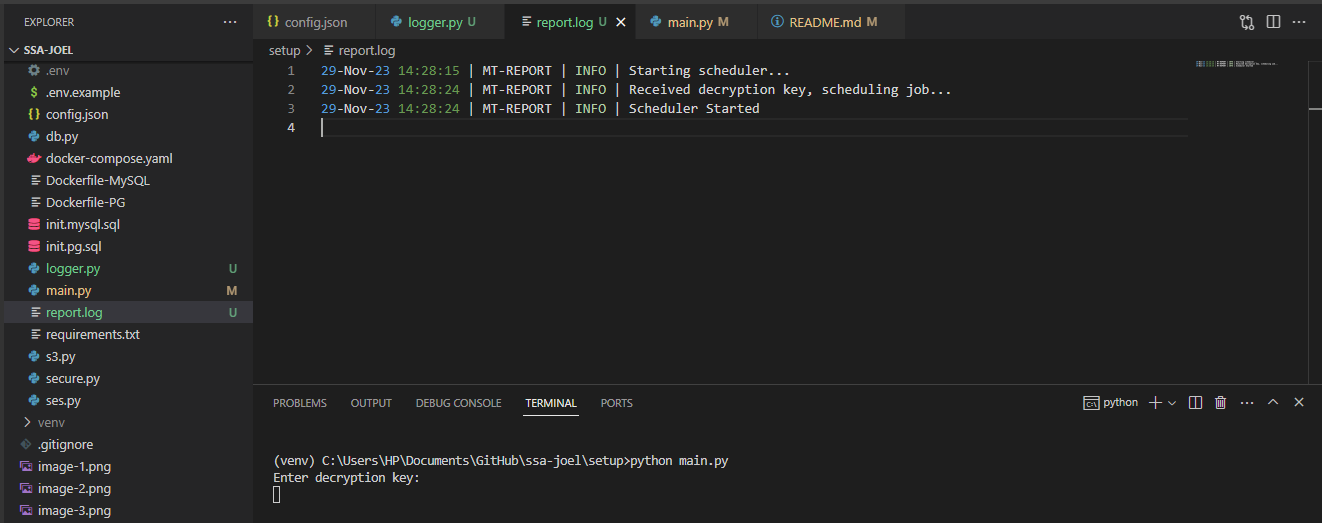 EXPLORER
SSA-JOEL
.env
.env.example
config.json
db.py
docker-compose.yaml
Dockerfile-MySQL
Dockerfile-PG
init.mysql.sql
init.pg.sql
logger.py U
main.py M
report.log U
requirements.txt
s3.py
secure.py
ses.py
venv
.gitignore
image-1.png
image-2.png
image-3.png
config.json logger.py U report.log U main.py M README.md M
setup > report.log
1 29-Nov-23 14:28:15 | MT-REPORT | INFO | Starting scheduler...
2 29-Nov-23 14:28:24 | MT-REPORT | INFO | Received decryption key, scheduling job...
3 29-Nov-23 14:28:24 | MT-REPORT | INFO | Scheduler Started
4
PROBLEMS OUTPUT DEBUG CONSOLE TERMINAL PORTS python
(venv) C:\Users\HP\Documents\GitHub\ssa-joel\setup>python main.py
Enter decryption key: